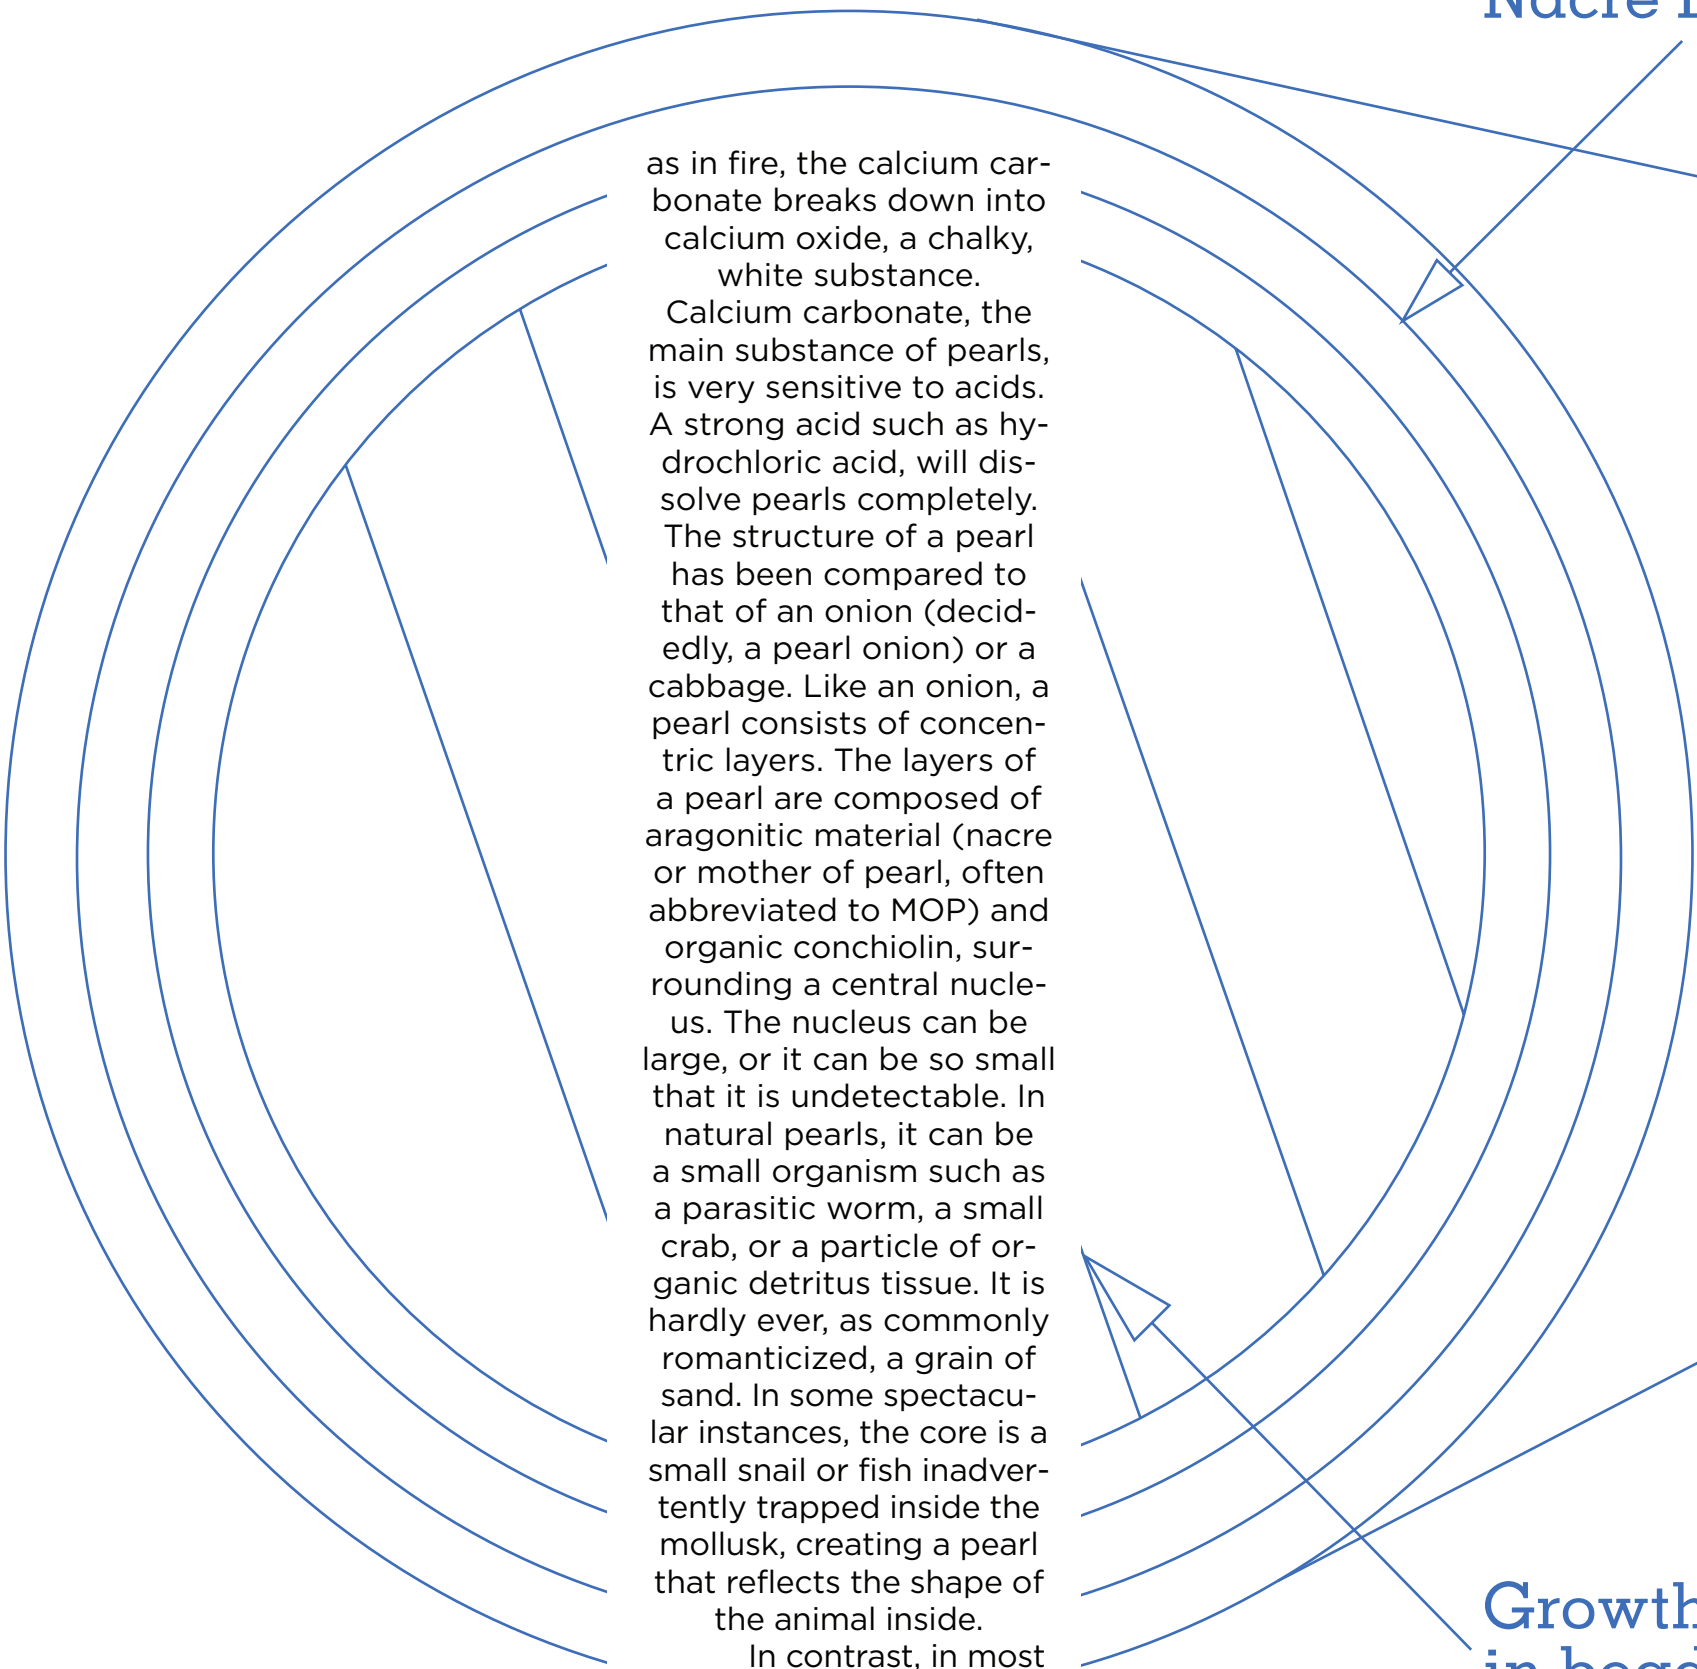 Nacre
as in fire, the calcium car-
bonate breaks down into
calcium oxide, a chalky,
white substance.
Calcium carbonate, the
main substance of pearls,
is very sensitive to acids.
A strong acid such as hy-
drochloric acid, will dis-
solve pearls completely.
The structure of a pearl
has been compared to
that of an onion (decid-
edly, a pearl onion) or a
cabbage. Like an onion, a
pearl consists of concen-
tric layers. The layers of
a pearl are composed of
aragonitic material (nacre
or mother of pearl, often
abbreviated to MOP) and
organic conchiolin, sur-
rounding a central nucle-
us. The nucleus can be
large, or it can be so small
that it is undetectable. In
natural pearls, it can be
a small organism such as
a parasitic worm, a small
crab, or a particle of or-
ganic detritus tissue. It is
hardly ever, as commonly
romanticized, a grain of
sand. In some spectacu-
lar instances, the core is a
small snail or fish inadver-
tently trapped inside the
mollusk, creating a pearl
that reflects the shape of
the animal inside.
In contrast, in most
Growth
in